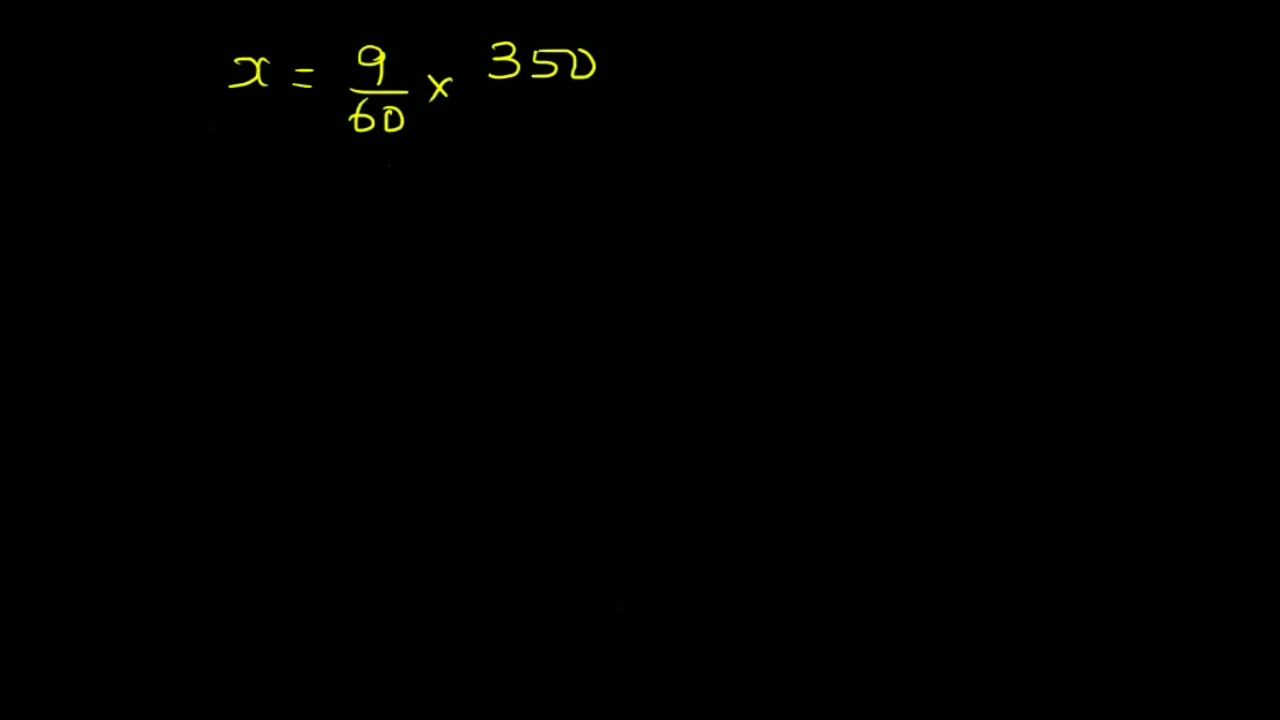 x = 9/60 × 350